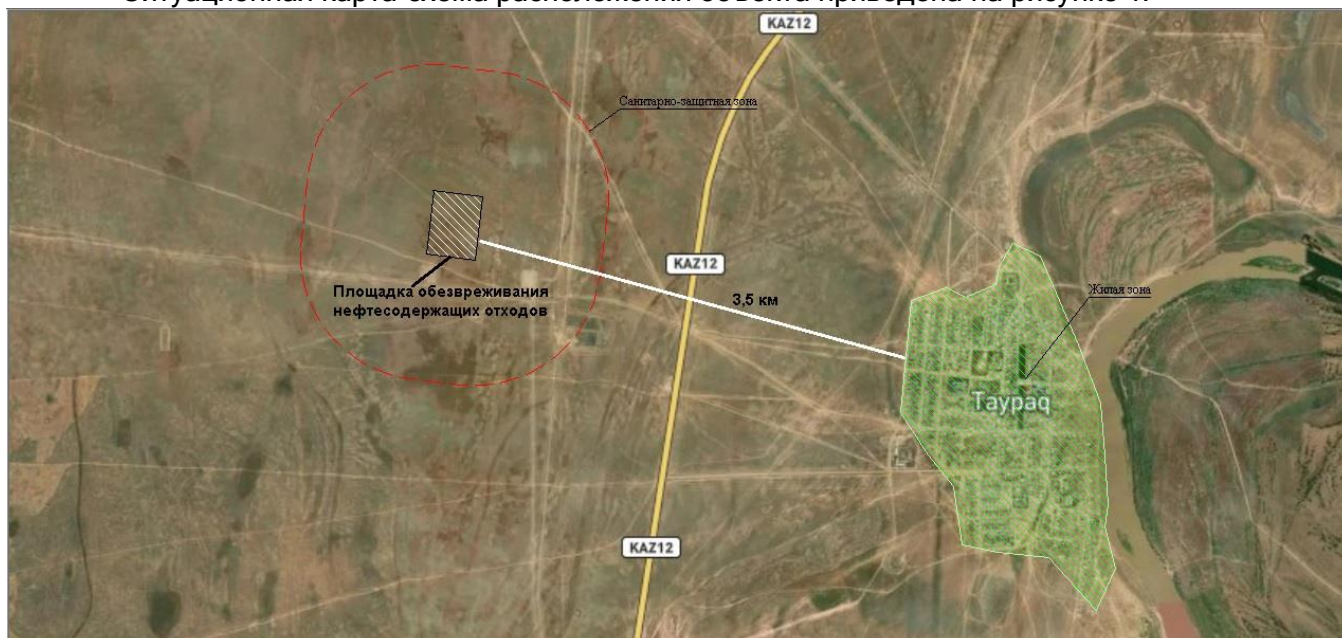 Ситуационная карта-схема расположения объекта приведена на рисунке 1.
KAZ12
Санитарно-защитная зона
KAZ12
Площадка обезвреживания
нефтесодержащих отходов
3,5 км
Жилая зона
Taypaq
KAZ12